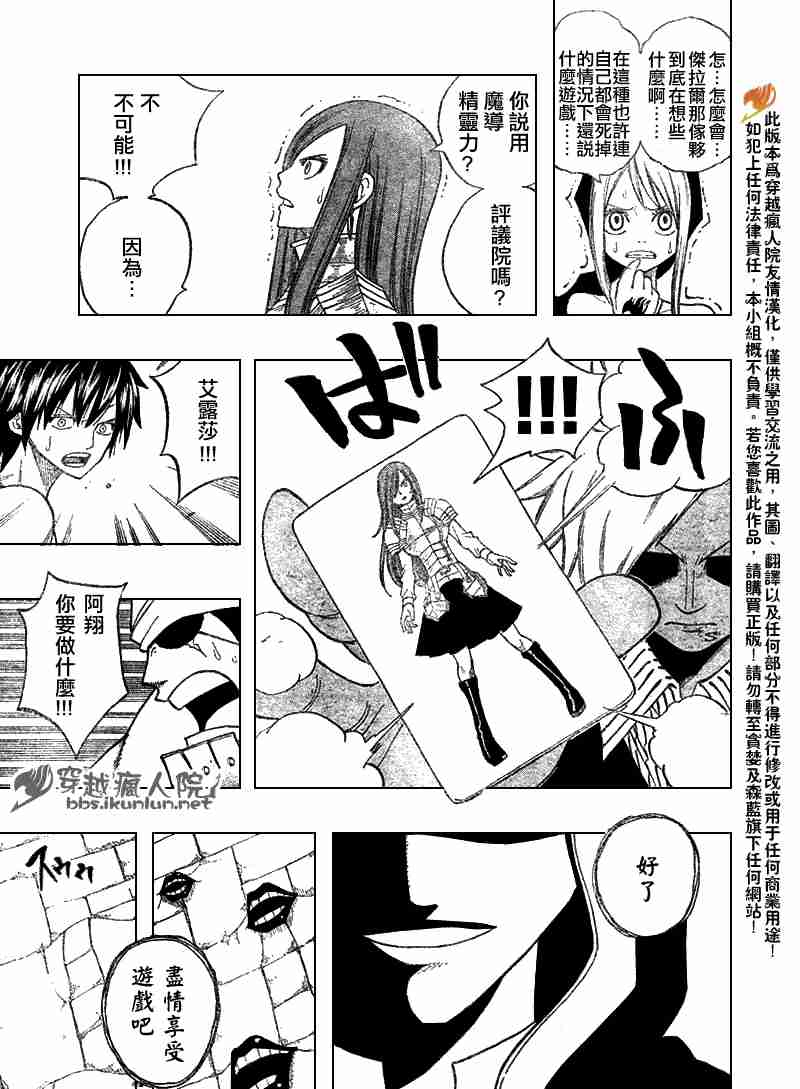 怎…怎麼會…
傑拉爾那傢夥
到底在想些
什麼啊……
在這種也許連
自己都會死掉
的情況下還說
什麼遊戲……
你說用
魔導
精靈力？
評議院嗎？
不
不可能!!!
因為…
ふ
!!!
ば
艾露莎!!!
阿翔
你要做什麼!!!
好了
ズズズ
盡情享受
遊戲吧
穿越瘋人院
bbs.ikunlun.net
此版本爲穿越瘋人院友情漢化，僅供學習交流之用，其圖、翻譯以及任何部分不得進行修改或用于任何商業用途！
如犯上任何法律責任，本小組概不負責。若您喜歡此作品，請購買正版！請勿轉至貪婪及森藍旗下任何網站！